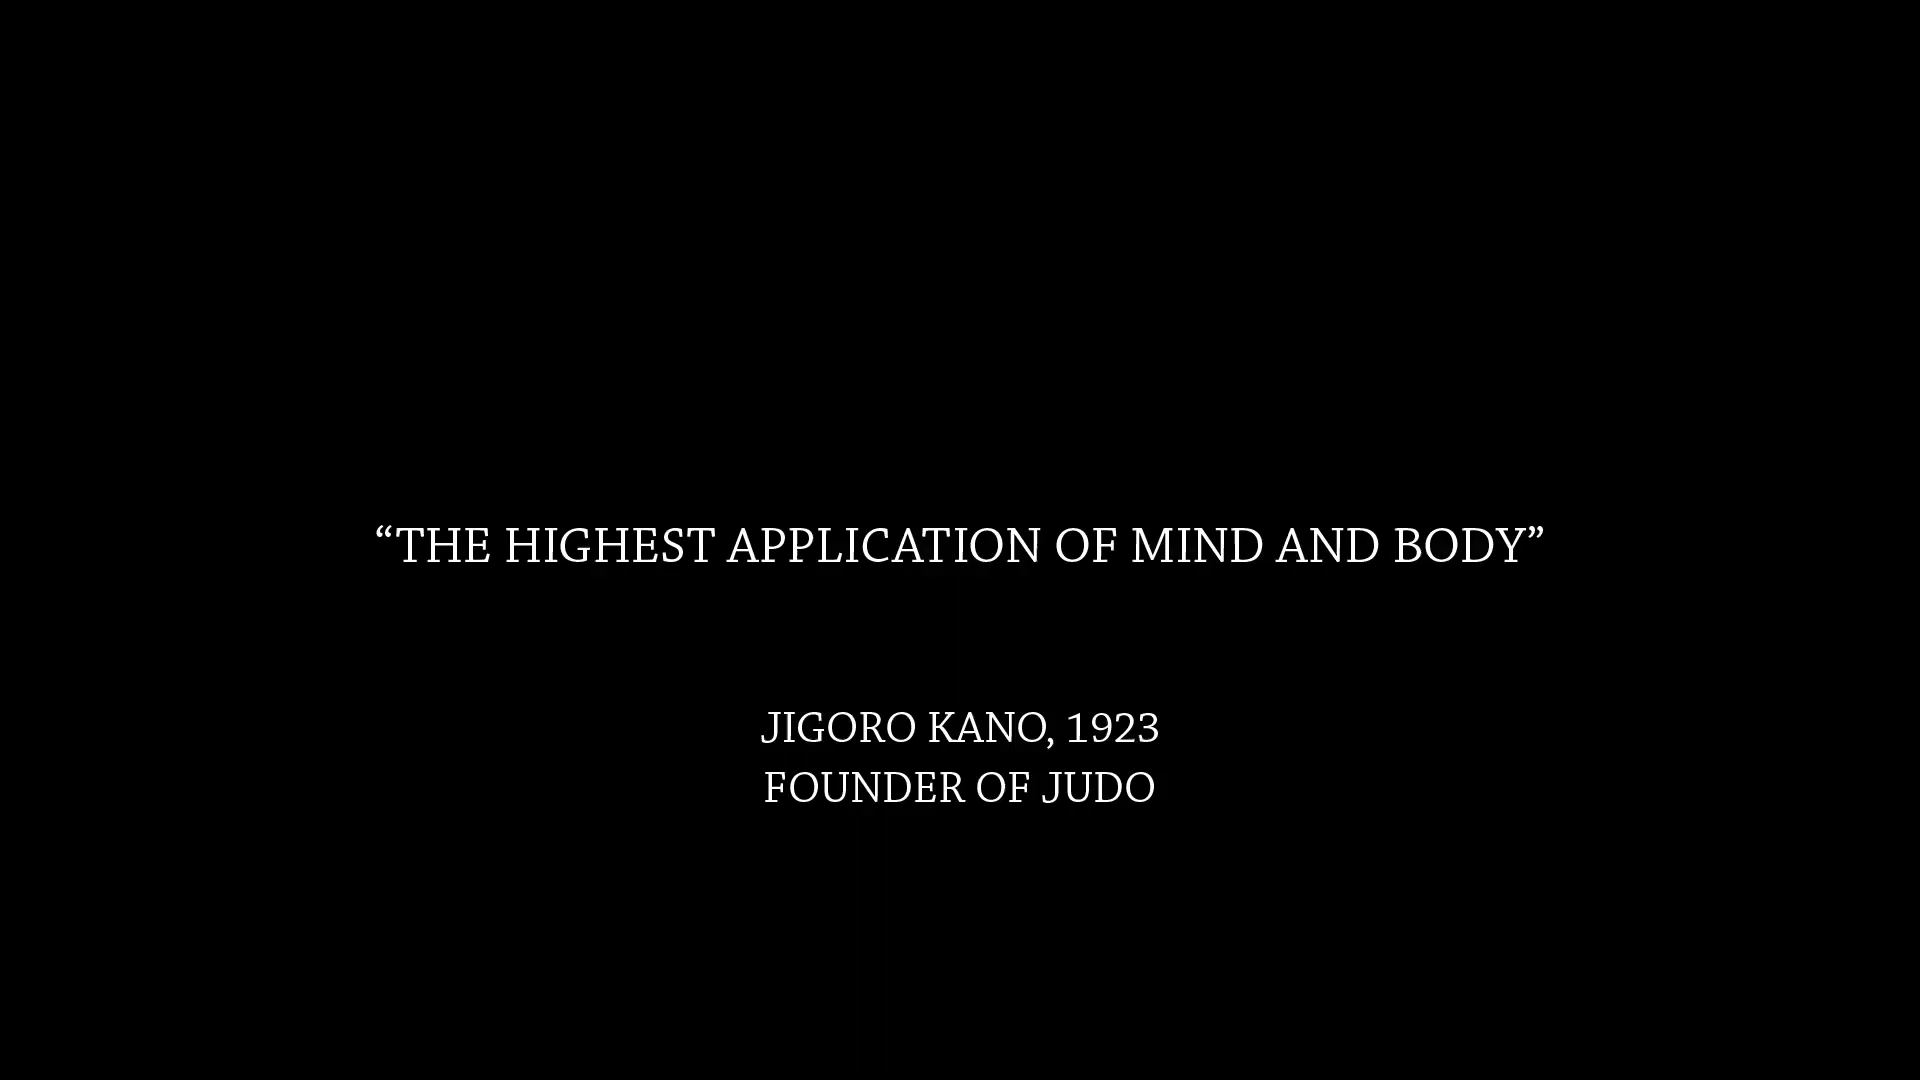 “THE HIGHEST APPLICATION OF MIND AND BODY”
JIGORO KANO, 1923
FOUNDER OF JUDO